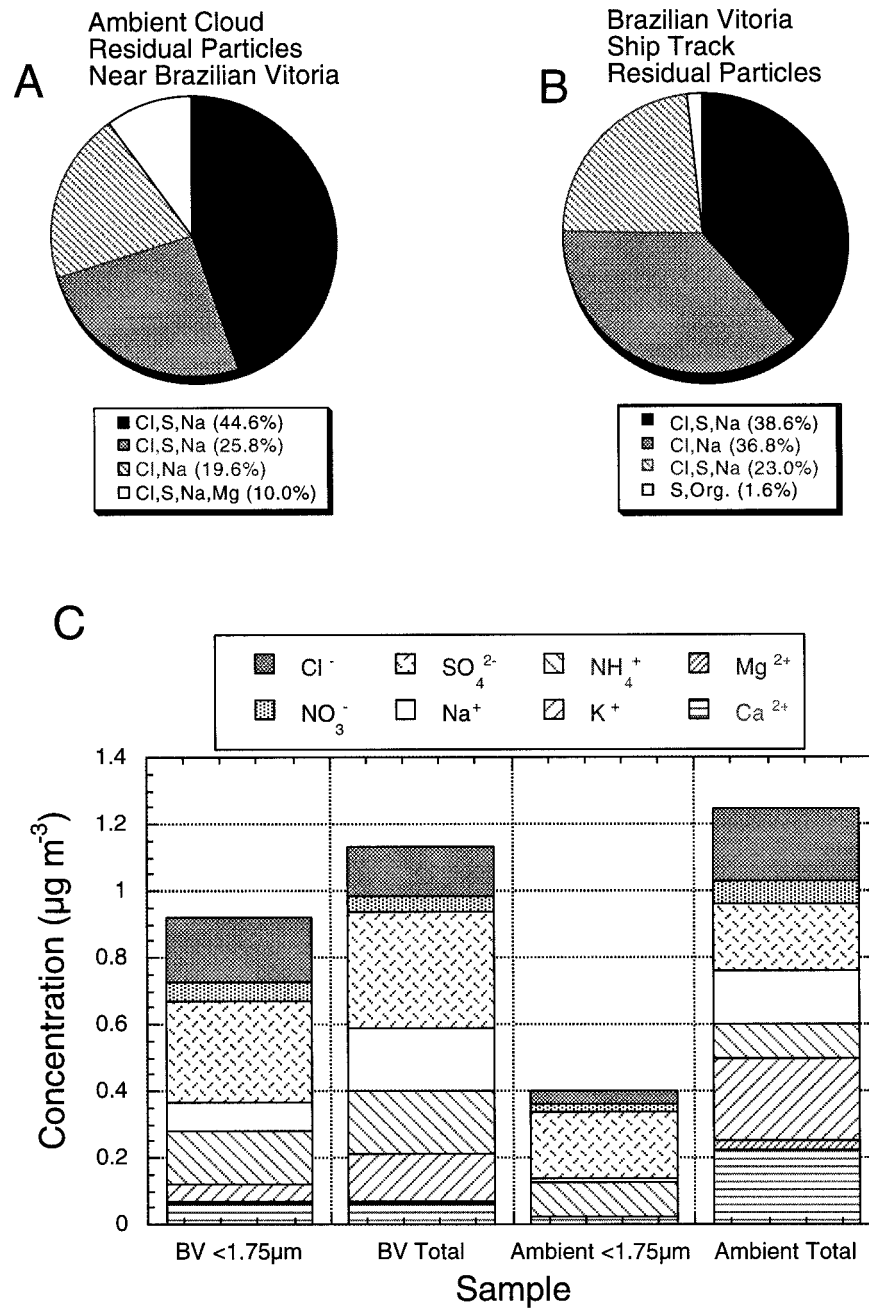 Ambient Cloud
Residual Particles
Near Brazilian Vitoria
A
Cl,S,Na (44.6%)
Cl,S,Na (25.8%)
Cl,Na (19.6%)
Cl,S,Na,Mg (10.0%)
Brazilian Vitoria
Ship Track
Residual Particles
B
Cl,S,Na (38.6%)
Cl,Na (36.8%)
Cl,S,Na (23.0%)
S,Org. (1.6%)
C
Cl⁻ SO₄²⁻ NH₄⁺ Mg²⁺
NO₃⁻ Na⁺ K⁺ Ca²⁺
Concentration (µg m⁻³)
1.4
1.2
1
0.8
0.6
0.4
0.2
0
BV <1.75µm BV Total Ambient <1.75µm Ambient Total
Sample